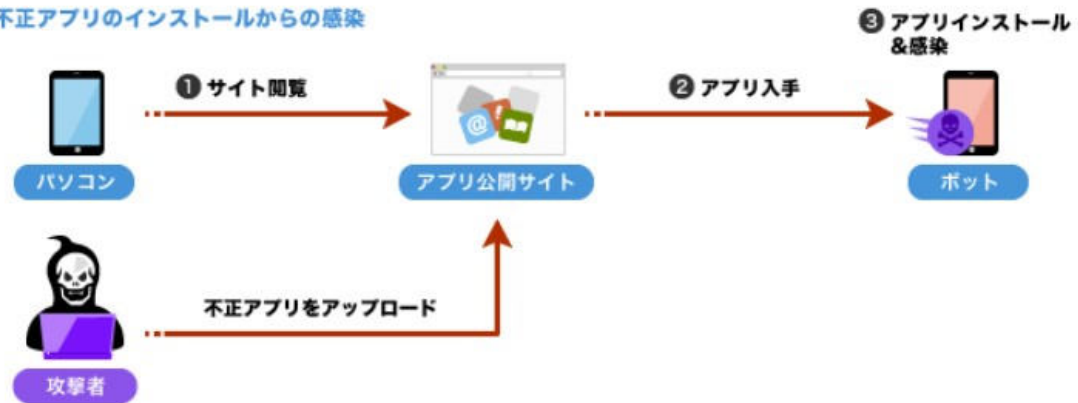 不正アプリのインストールからの感染
❶ サイト閲覧
❷ アプリ入手
❸ アプリインストール
&感染
パソコン
アプリ公開サイト
ボット
不正アプリをアップロード
攻撃者